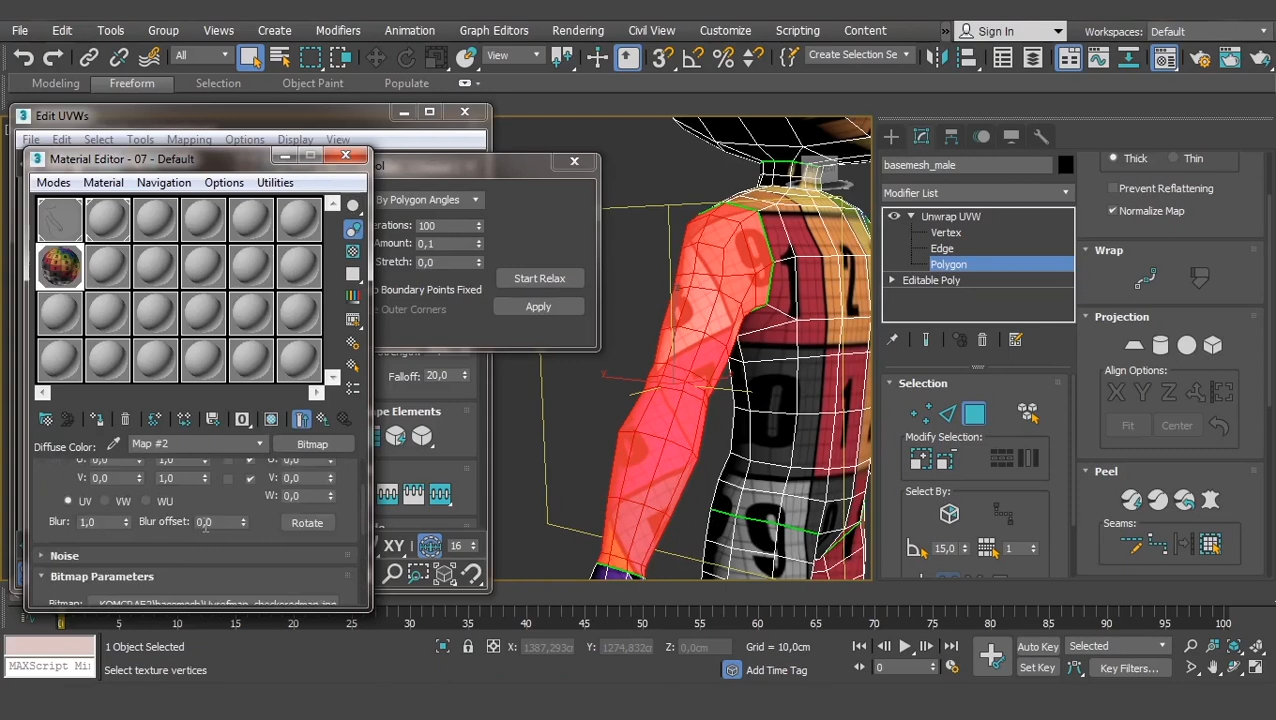 File Edit Tools Group Views Create Modifiers Animation Graph Editors Rendering Civil View Customize Scripting Content » Sign In Workspaces: Default
All View 3 % Create Selection Se
Modeling Freeform Selection Object Paint Populate
3 Edit UVWs
File Edit Select Tools Mapping Options Display View
3 Material Editor - 07 - Default
Modes Material Navigation Options Utilities
By Polygon Angles
erations: 100
Amount: 0,1
Stretch: 0,0
Start Relax
p Boundary Points Fixed
e Outer Corners
Apply
Falloff: 20,0
ape Elements
XY 16
Diffuse Color: Map #2 Bitmap
0,0 1,0 0,0
V: 0,0 1,0 V: 0,0
W: 0,0
UV VW WU
Blur: 1,0 Blur offset: 0,0 Rotate
Noise
Bitmap Parameters
y
basemesh_male
Modifier List
Unwrap UVW
Vertex
Edge
Polygon
Editable Poly
Selection
Modify Selection:
Select By:
15,0 1
Thick Thin
Prevent Reflattening
Normalize Map
Wrap
Projection
Align Options:
X Y Z
Fit Center
Peel
Seams:
0 5 10 15 20 25 30 35 40 45 50 55 60 65 70 75 80 85 90 95 100
1 Object Selected
MAXScript Mi
Select texture vertices
X: 1387,293c Y: 1274,832c Z: 0,0cm Grid = 10,0cm
Add Time Tag
0
Auto Key Selected
Set Key Key Filters...